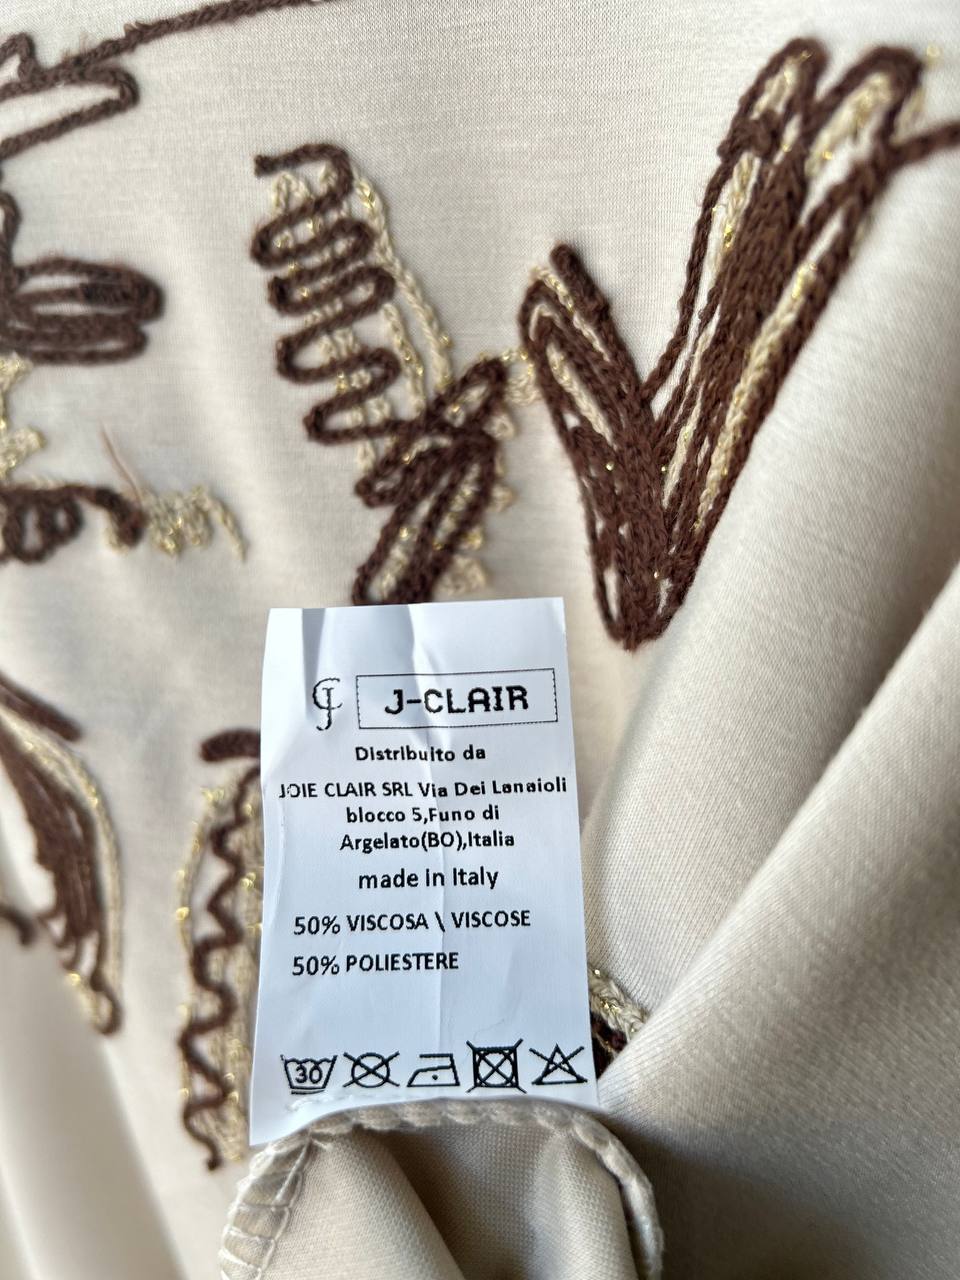 J-CLAIR
Distribuito da
JOIE CLAIR SRL Via Dei Lanaioli
blocco 5,Funo di
Argelato(BO),Italia
made in Italy
50% VISCOSA \ VISCOSE
50% POLIESTERE
30